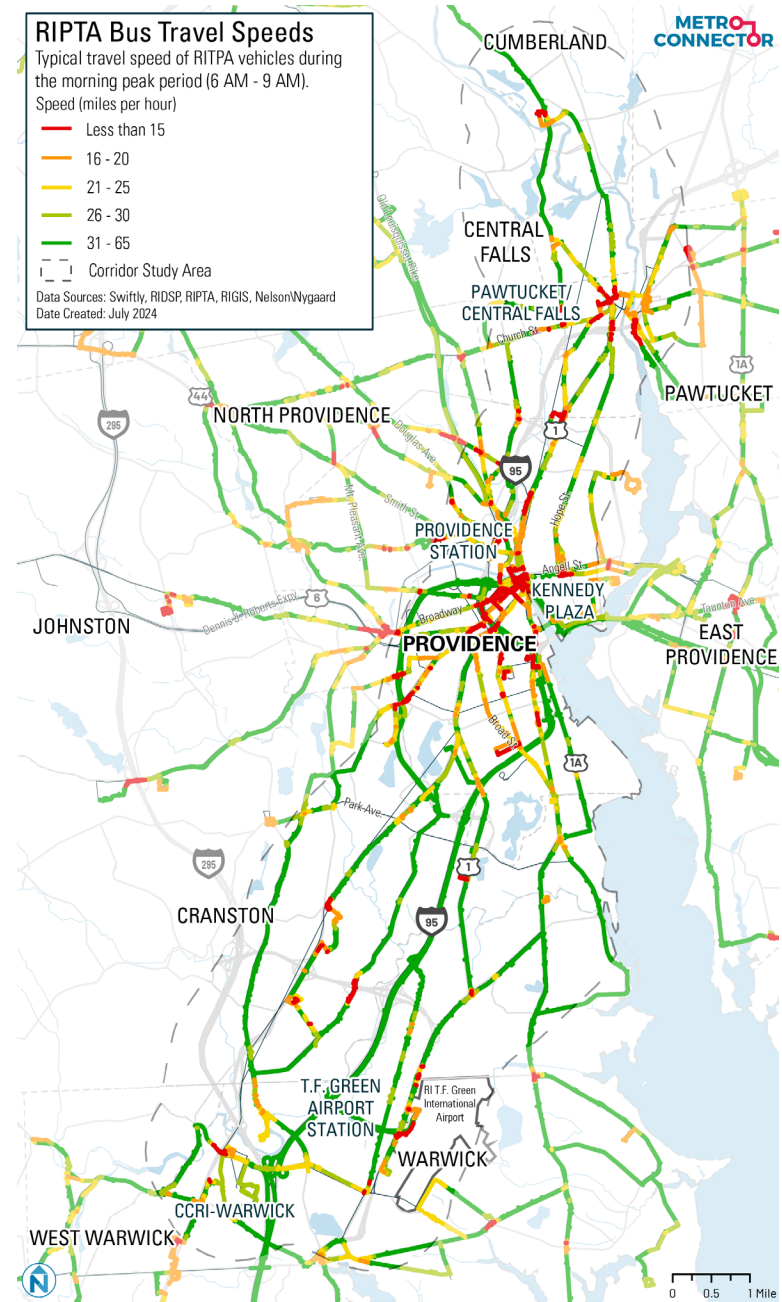 RIPTA Bus Travel Speeds
Typical travel speed of RITPA vehicles during
the morning peak period (6 AM - 9 AM).
Speed (miles per hour)
Less than 15
16 - 20
21 - 25
26 - 30
31 - 65
Corridor Study Area
Data Sources: Swiftly, RIDSP, RIPTA, RIGIS, Nelson\Nygaard
Date Created: July 2024
METRO
CONNECTOR
CUMBERLAND
CENTRAL
FALLS
PAWTUCKET/
CENTRAL FALLS
Church St
1A
PAWTUCKET
44
295
NORTH PROVIDENCE
1
Douglas Ave
95
Smith St
Mt. Pleasant Ave.
Hope St
PROVIDENCE
STATION
Angell St
KENNEDY
PLAZA
6
Dennis J. Roberts Expy
Broadway
Taunton Ave
JOHNSTON
PROVIDENCE
EAST
PROVIDENCE
Broad St
1A
Park Ave.
295
1
CRANSTON
95
T.F. GREEN
AIRPORT
STATION
RI T.F. Green
International
Airport
WARWICK
CCRI-WARWICK
WEST WARWICK
N
0 0.5 1 Mile